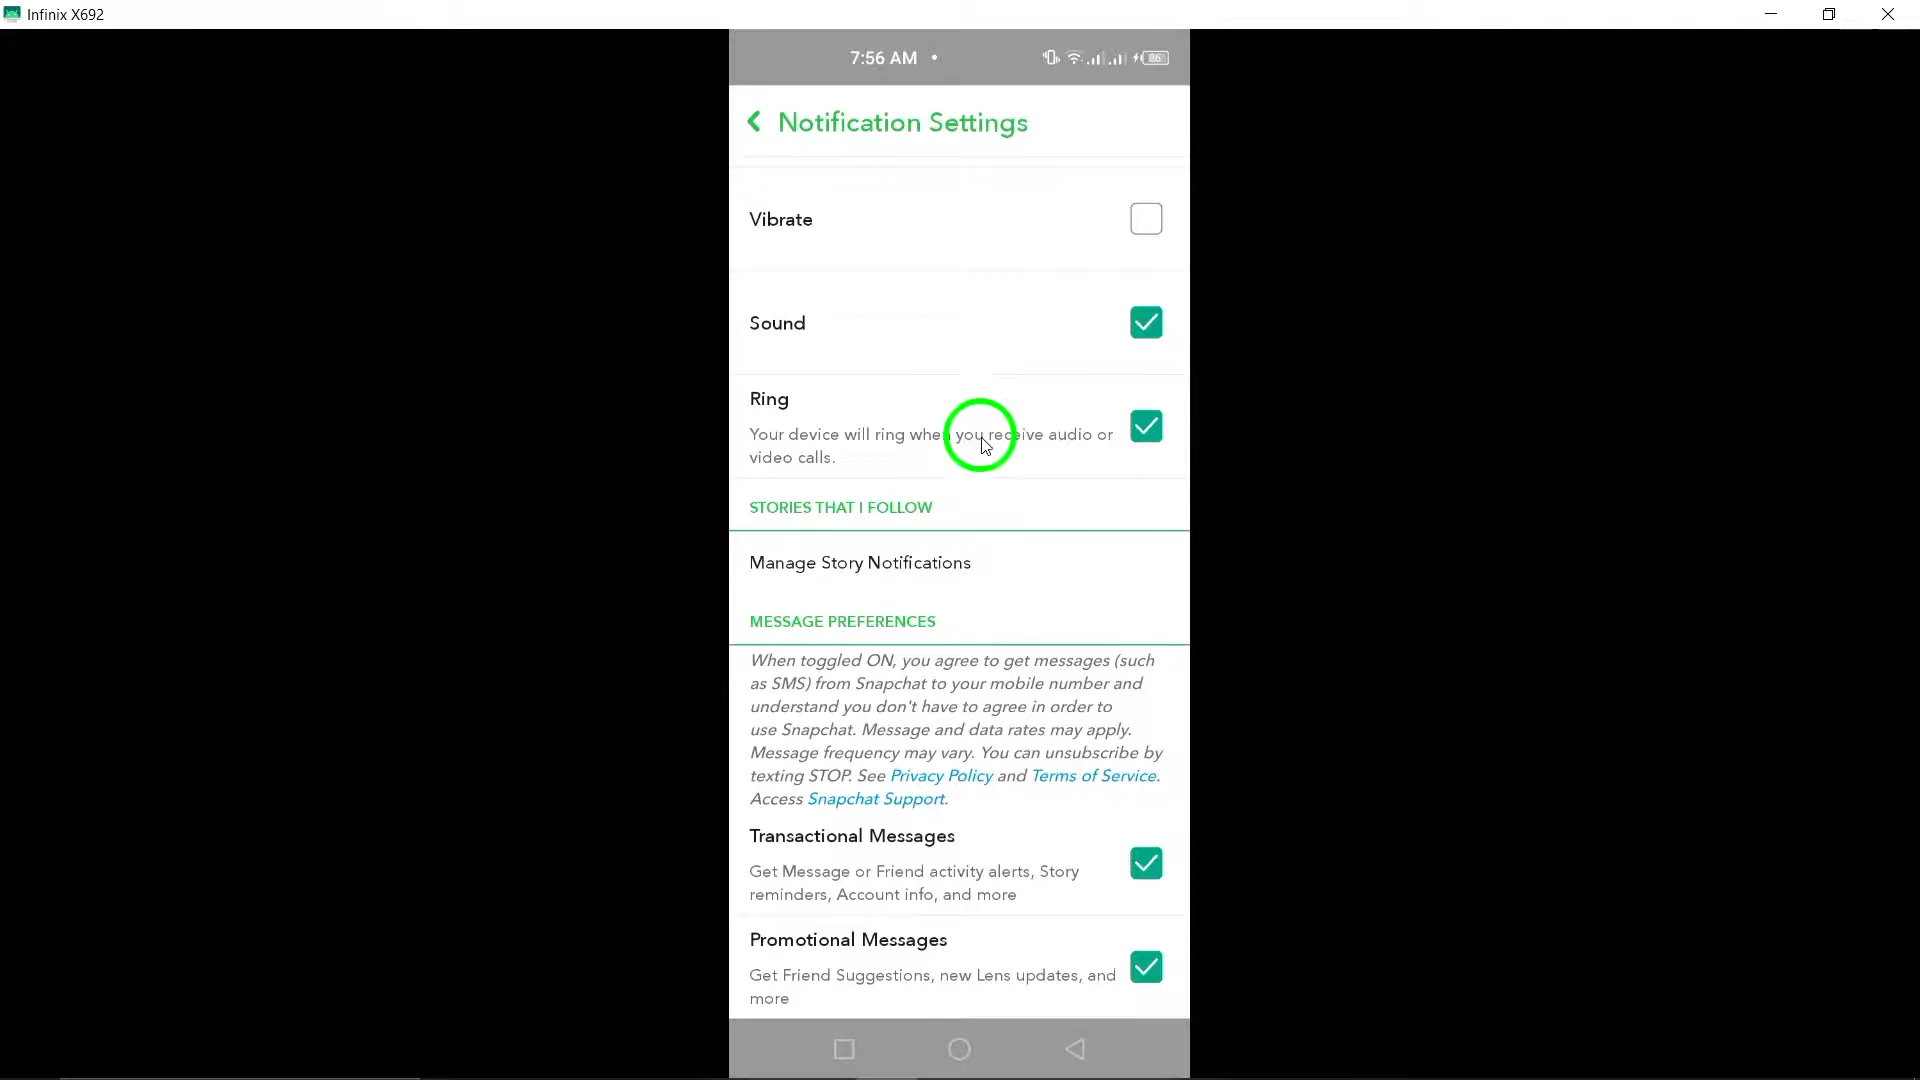 Infinix X692
7:56 AM
86
Notification Settings
Vibrate
Sound
Ring
Your device will ring when you receive audio or
video calls.
STORIES THAT I FOLLOW
Manage Story Notifications
MESSAGE PREFERENCES
When toggled ON, you agree to get messages (such
as SMS) from Snapchat to your mobile number and
understand you don't have to agree in order to
use Snapchat. Message and data rates may apply.
Message frequency may vary. You can unsubscribe by
texting STOP. See Privacy Policy and Terms of Service.
Access Snapchat Support.
Transactional Messages
Get Message or Friend activity alerts, Story
reminders, Account info, and more
Promotional Messages
Get Friend Suggestions, new Lens updates, and
more